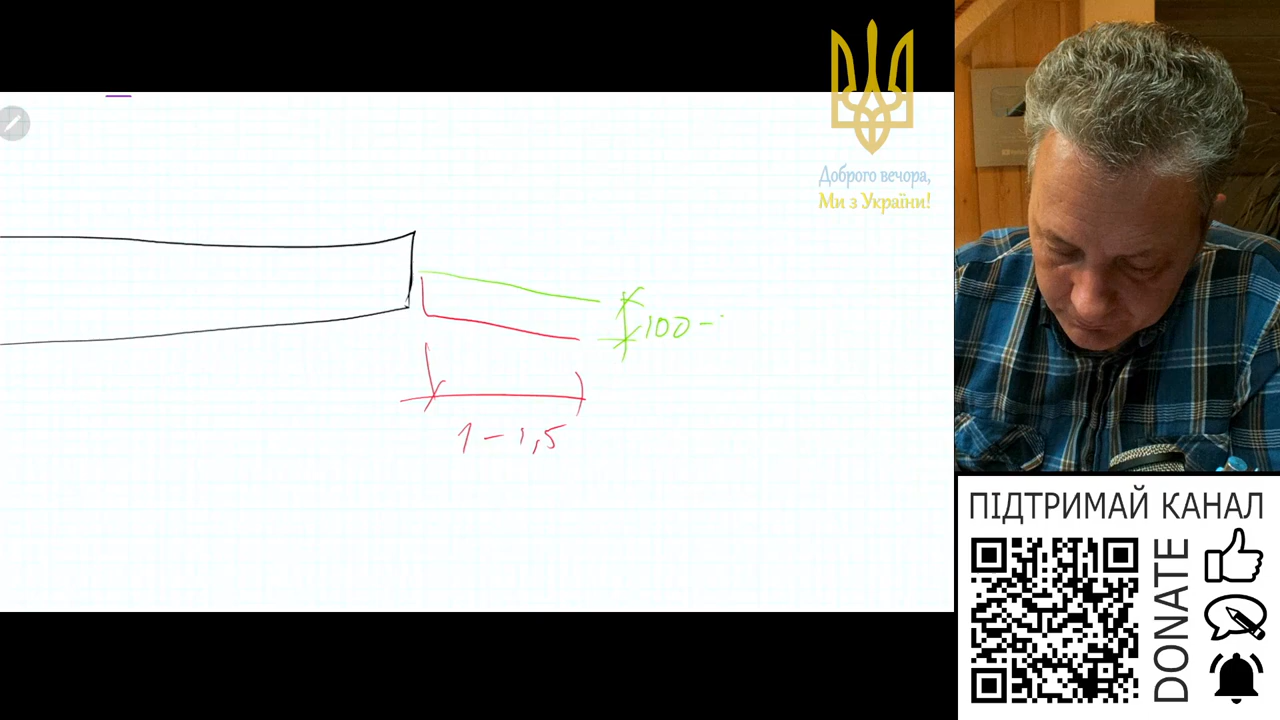 Доброго вечора,
Ми з України!
100 -
1 - 1,5
ПІДТРИМАЙ КАНАЛ
DONATE